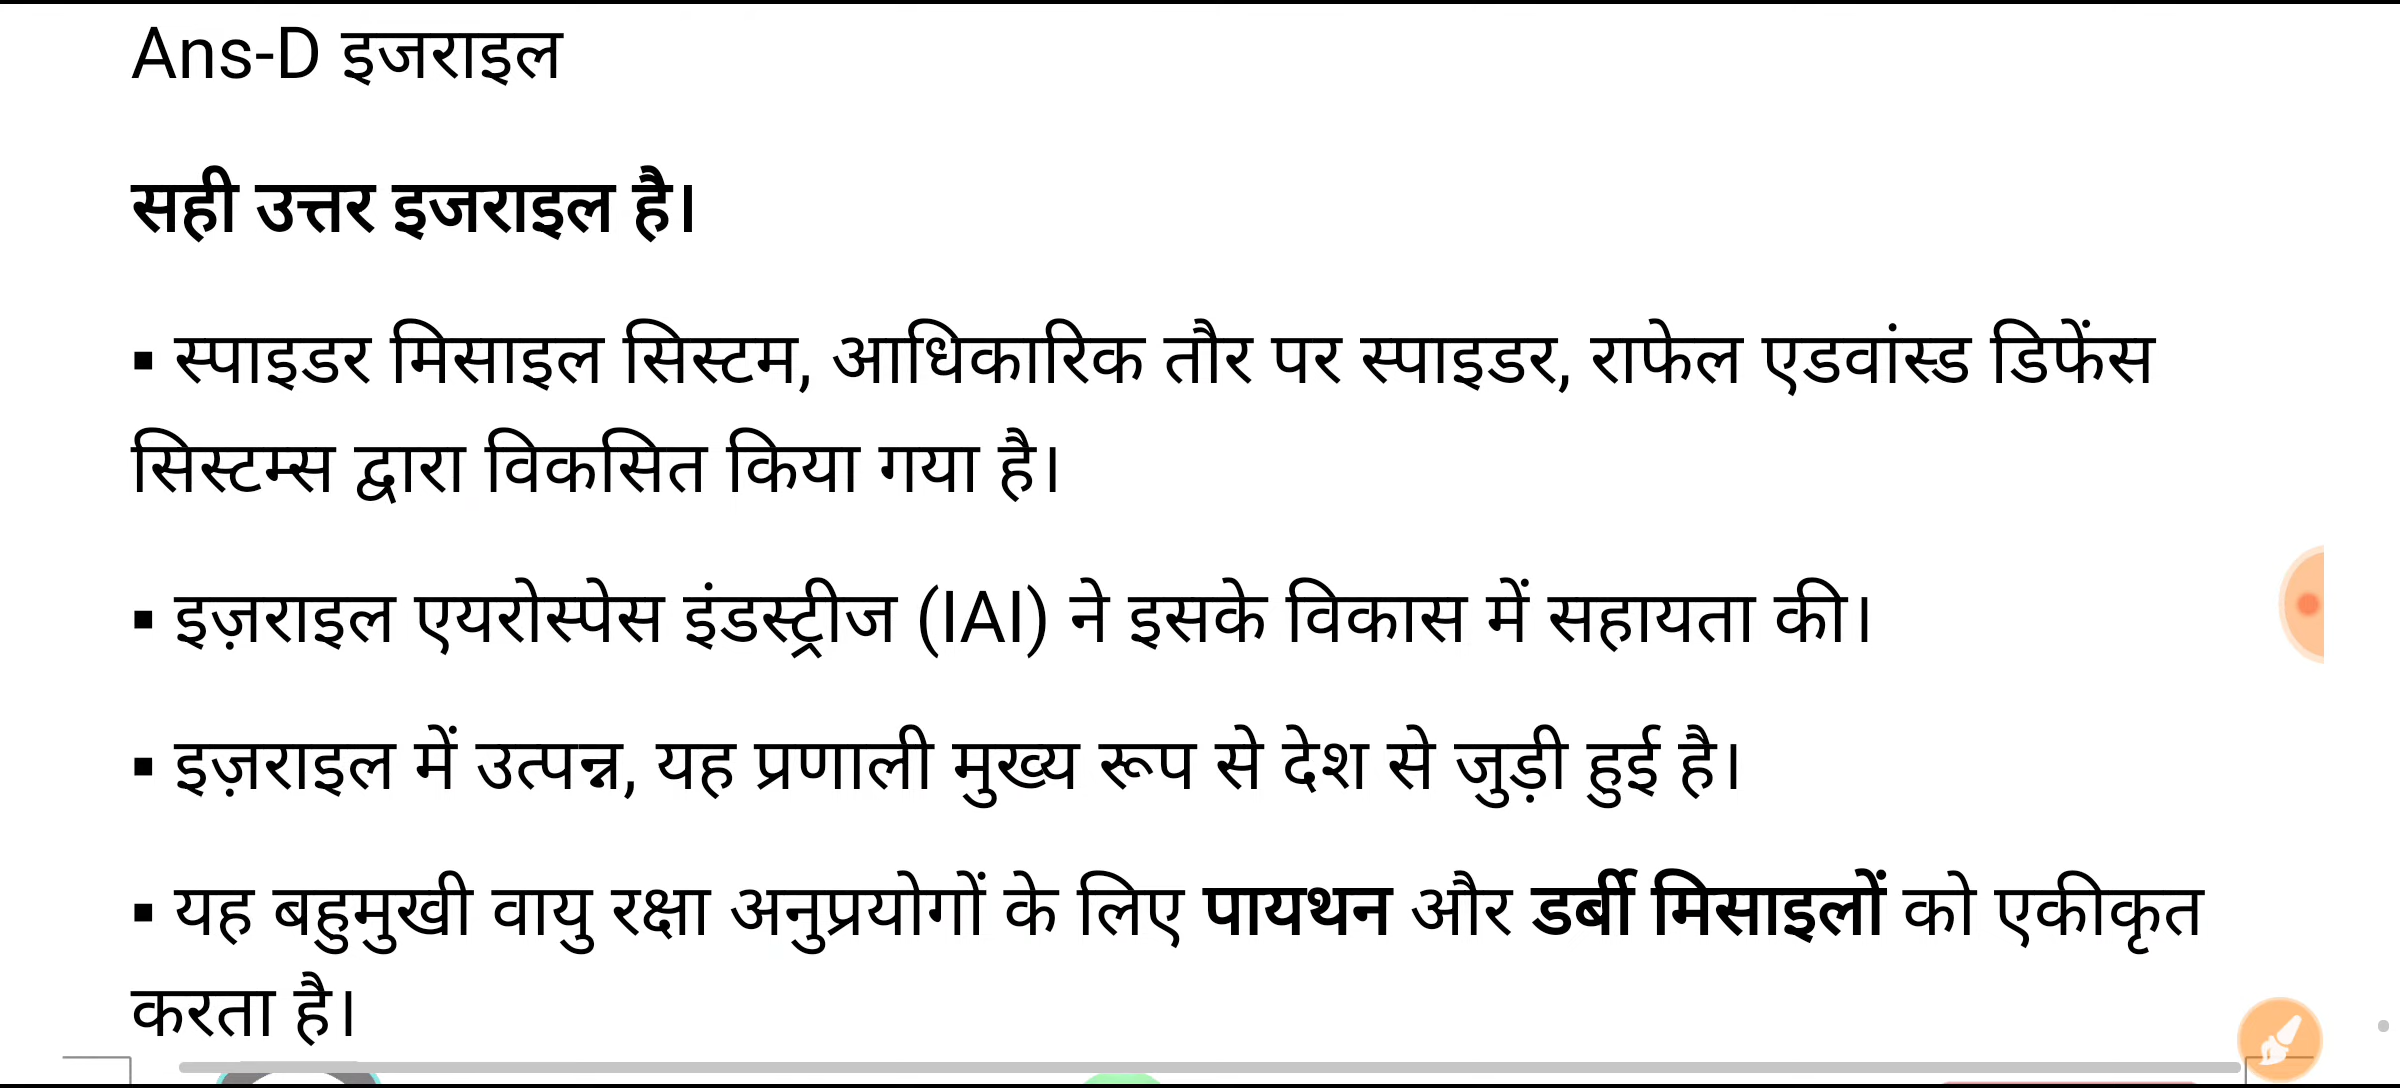 Ans-D इजराइल
सही उत्तर इजराइल है।
▪ स्पाइडर मिसाइल सिस्टम, आधिकारिक तौर पर स्पाइडर, राफेल एडवांस्ड डिफेंस
सिस्टम्स द्वारा विकसित किया गया है।
▪ इज़राइल एयरोस्पेस इंडस्ट्रीज (IAI) ने इसके विकास में सहायता की।
▪ इज़राइल में उत्पन्न, यह प्रणाली मुख्य रूप से देश से जुड़ी हुई है।
▪ यह बहुमुखी वायु रक्षा अनुप्रयोगों के लिए पायथन और डर्बी मिसाइलों को एकीकृत
करता है।